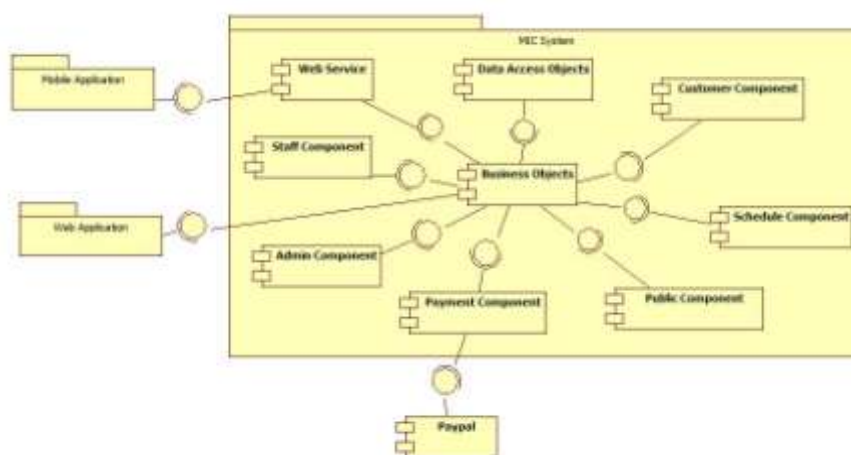 MIC System
Mobile Application
Web Service
Data Access Objects
Customer Component
Staff Component
Business Objects
Web Application
Schedule Component
Admin Component
Payment Component
Public Component
Paypal